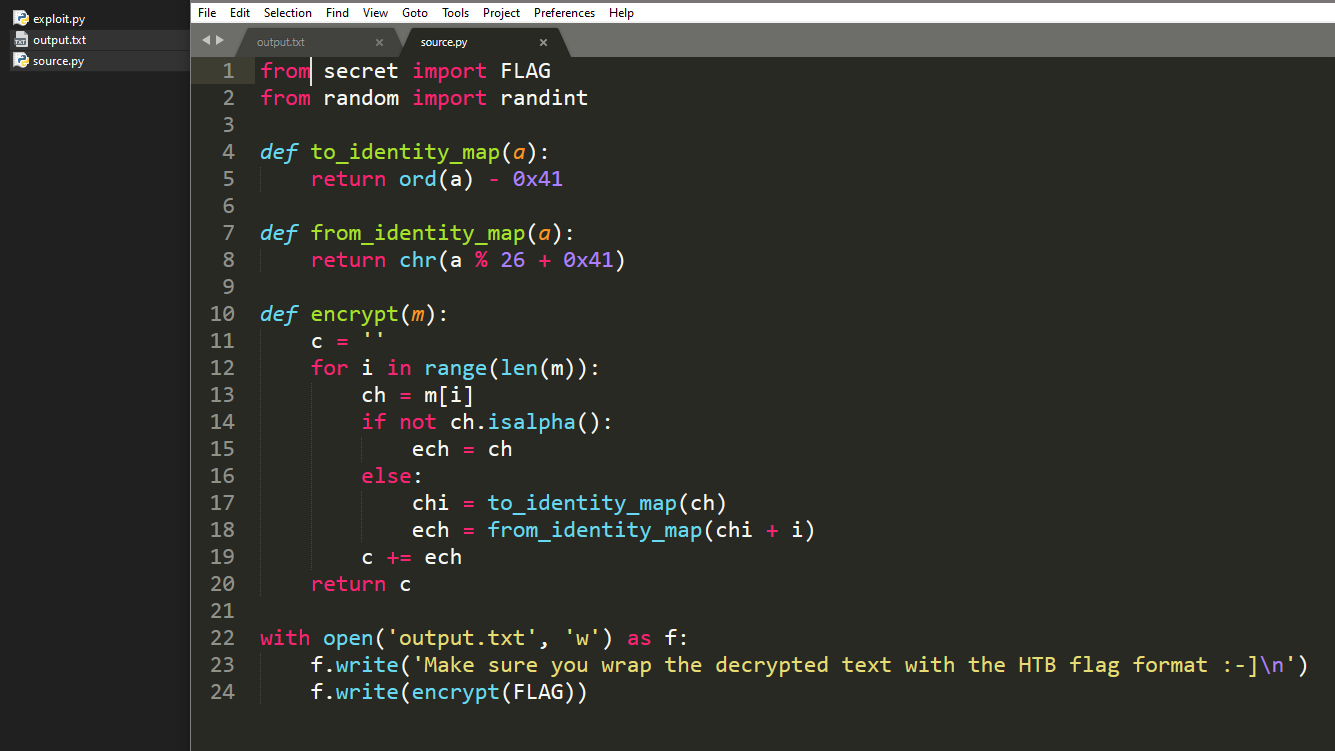 exploit.py
output.txt
source.py
File Edit Selection Find View Goto Tools Project Preferences Help
output.txt × source.py ×
1 from secret import FLAG
2 from random import randint
3
4 def to_identity_map(a):
5     return ord(a) - 0x41
6
7 def from_identity_map(a):
8     return chr(a % 26 + 0x41)
9
10 def encrypt(m):
11     c = ''
12     for i in range(len(m)):
13         ch = m[i]
14         if not ch.isalpha():
15             ech = ch
16         else:
17             chi = to_identity_map(ch)
18             ech = from_identity_map(chi + i)
19         c += ech
20     return c
21
22 with open('output.txt', 'w') as f:
23     f.write('Make sure you wrap the decrypted text with the HTB flag format :-]\n')
24     f.write(encrypt(FLAG))